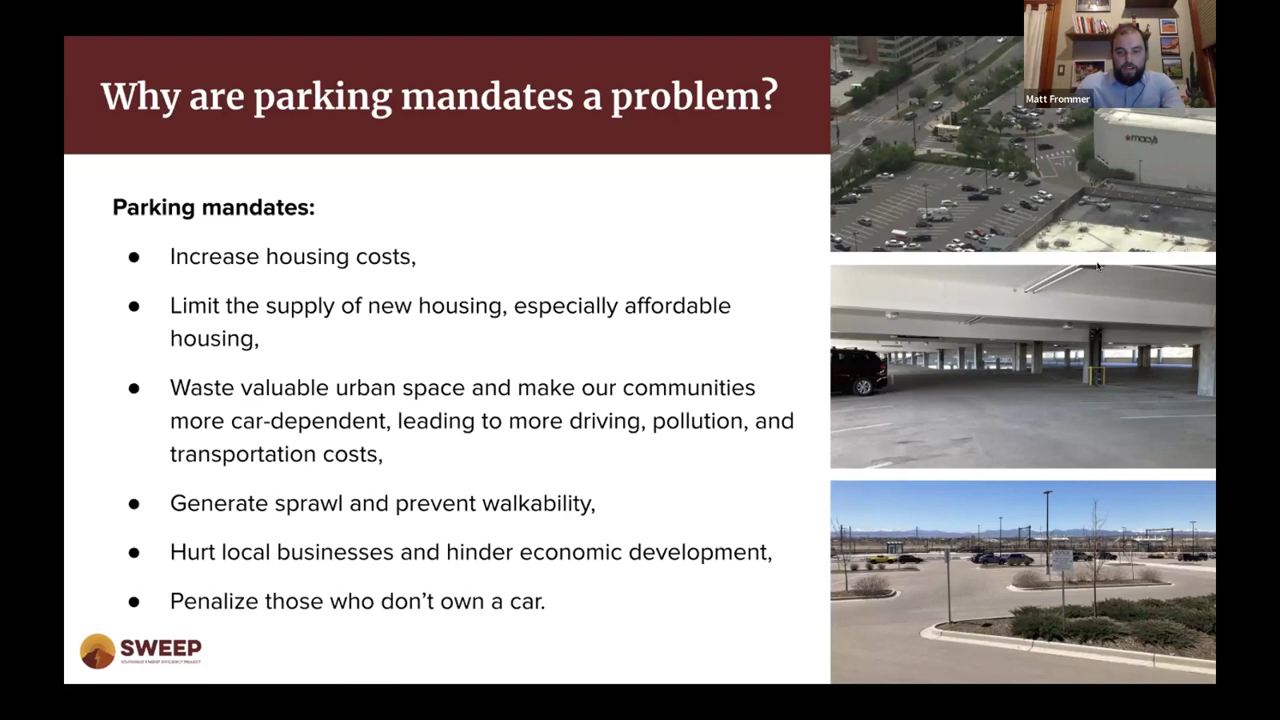 Why are parking mandates a problem?
Matt Frommer
macy's
Parking mandates:
● Increase housing costs,
● Limit the supply of new housing, especially affordable
housing,
● Waste valuable urban space and make our communities
more car-dependent, leading to more driving, pollution, and
transportation costs,
● Generate sprawl and prevent walkability,
● Hurt local businesses and hinder economic development,
● Penalize those who don’t own a car.
SWEEP
SOUTHWEST ENERGY EFFICIENCY PROJECT